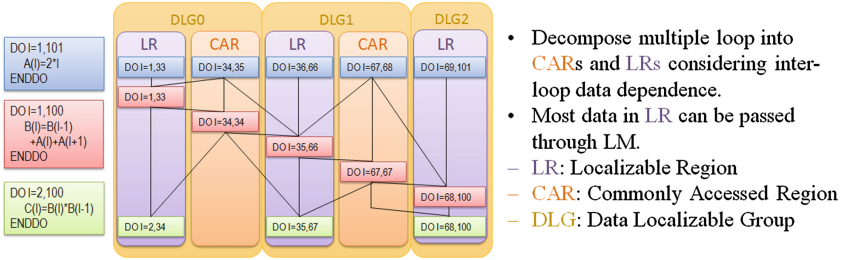 DLG0
DLG1
DLG2
LR
CAR
LR
CAR
LR
DO I=1,101
A(I)=2*I
ENDDO
DO I=1,33
DO I=34,35
DO I=36,66
DO I=67,68
DO I=69,101
DO I=1,100
B(I)=B(I-1)
+A(I)+A(I+1)
ENDDO
DO I=1,33
DO I=34,34
DO I=35,66
DO I=67,67
DO I=68,100
DO I=2,100
C(I)=B(I)*B(I-1)
ENDDO
DO I=2,34
DO I=35,67
DO I=68,100
• Decompose multiple loop into
CARs and LRs considering inter-
loop data dependence.
• Most data in LR can be passed
through LM.
– LR: Localizable Region
– CAR: Commonly Accessed Region
– DLG: Data Localizable Group